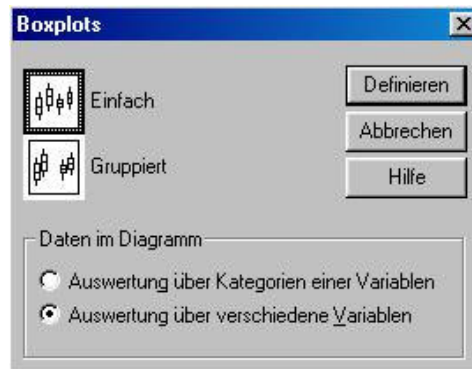 Boxplots
Einfach
Gruppiert
Definieren
Abbrechen
Hilfe
Daten im Diagramm
Auswertung über Kategorien einer Variablen
Auswertung über verschiedene Variablen